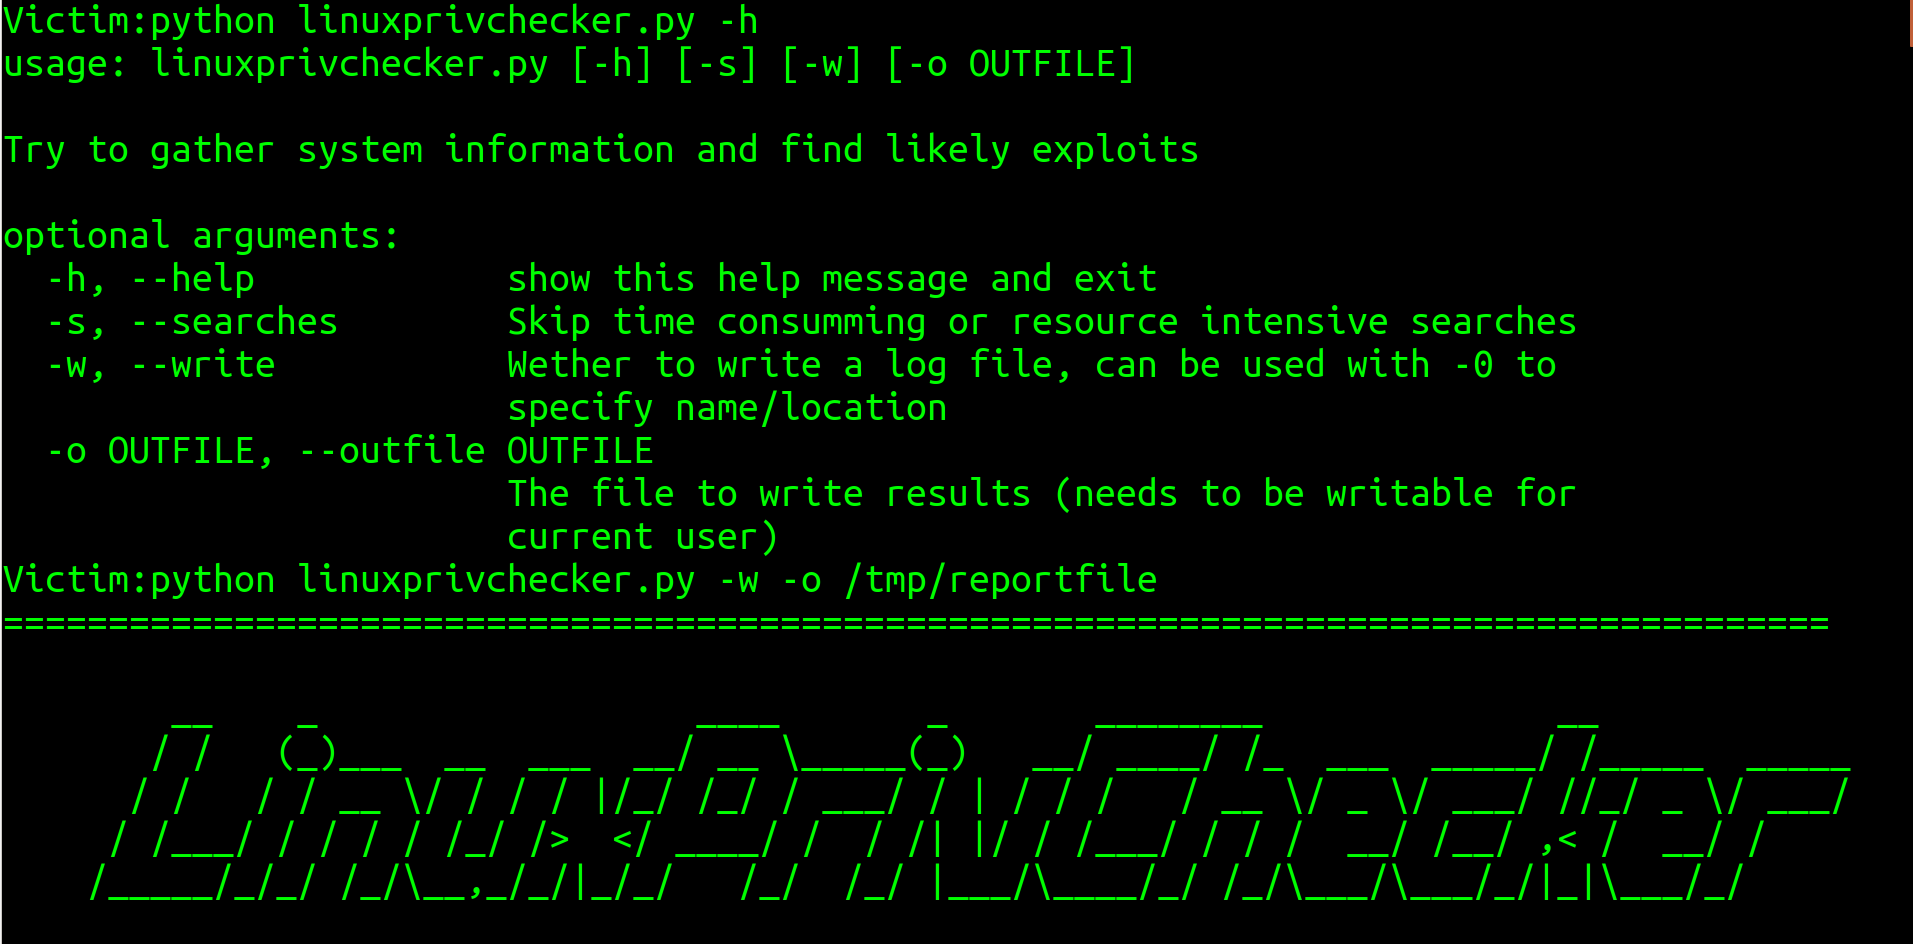 Victim:python linuxprivchecker.py -h
usage: linuxprivchecker.py [-h] [-s] [-w] [-o OUTFILE]
Try to gather system information and find likely exploits
optional arguments:
-h, --help show this help message and exit
-s, --searches Skip time consumming or resource intensive searches
-w, --write Wether to write a log file, can be used with -0 to
specify name/location
-o OUTFILE, --outfile OUTFILE
The file to write results (needs to be writable for
current user)
Victim:python linuxprivchecker.py -w -o /tmp/reportfile
=======================================================================================
LinuxPrivChecker